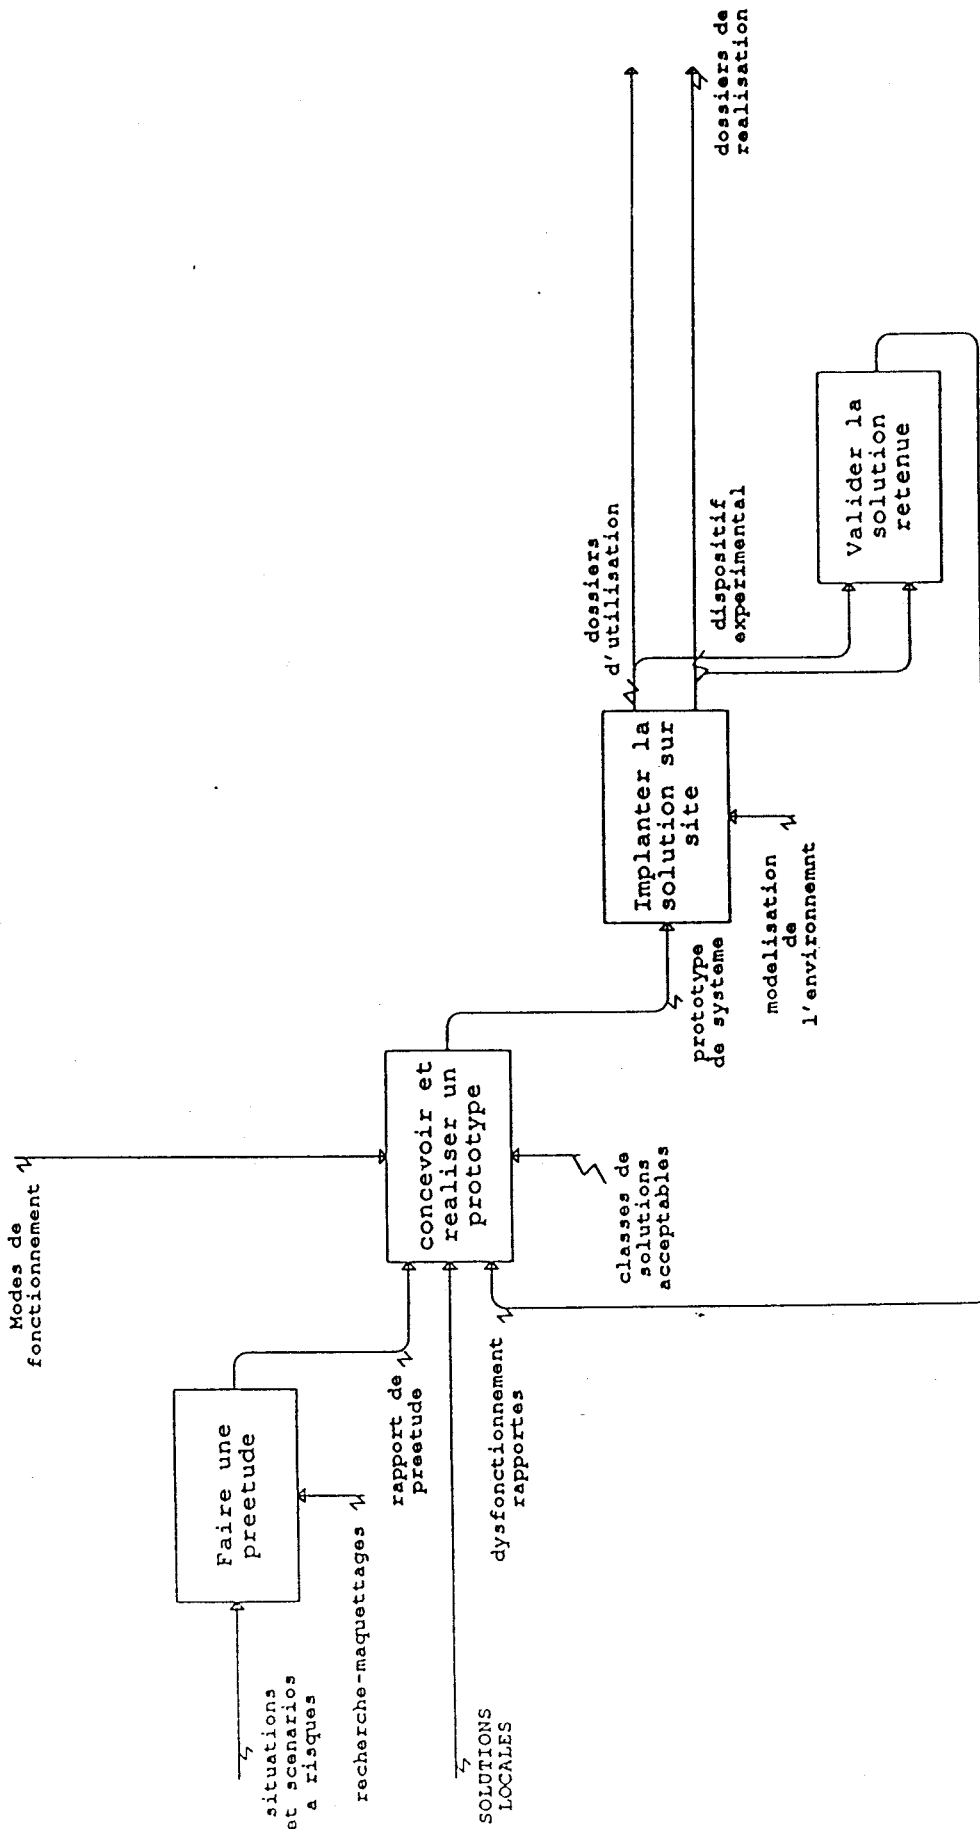 Modes de
fonctionnement
situations
et scenarios
a risques
Faire une
preetude
recherche-maquettages
rapport de
preetude
SOLUTIONS
LOCALES
dysfonctionnement
rapportes
concevoir et
realiser un
prototype
classes de
solutions
acceptables
prototype
de systeme
Implanter la
solution sur
site
modelisation
de
l'environnemnt
dossiers
d'utilisation
dispositif
experimental
Valider la
solution
retenue
dossiers de
realisation